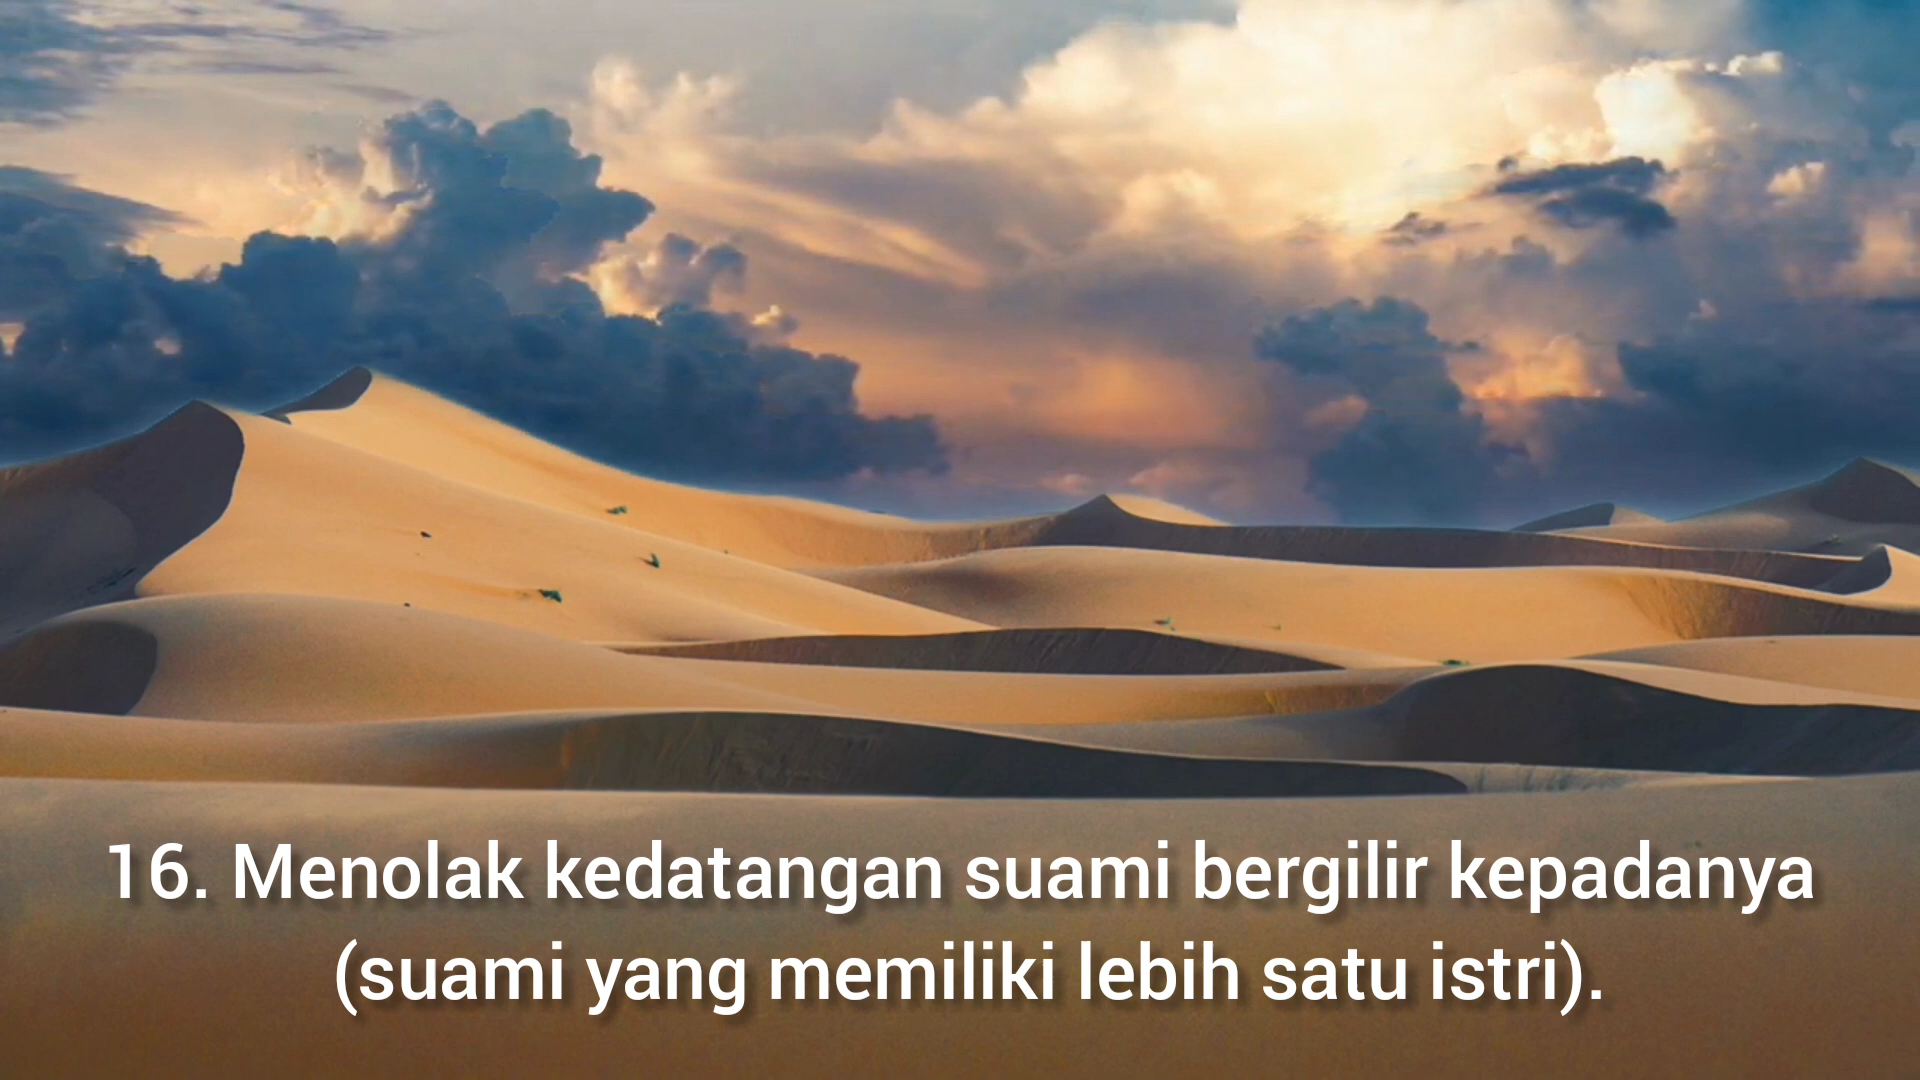 16. Menolak kedatangan suami bergilir kepadanya
(suami yang memiliki lebih satu istri).